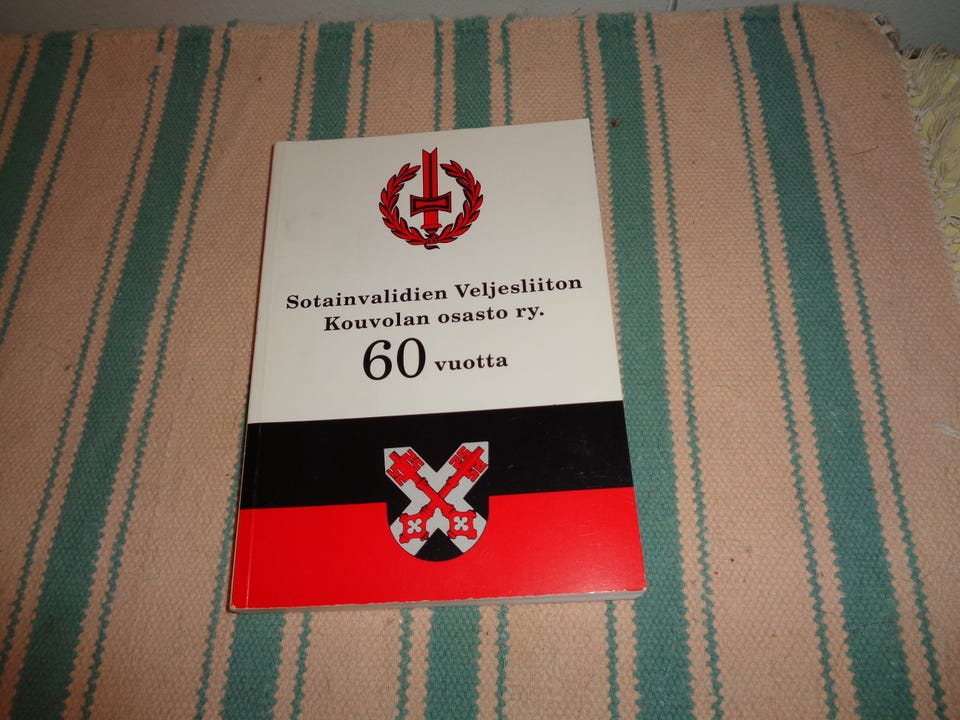 Sotainvalidien Veljesliiton
Kouvolan osasto ry.
60 vuotta